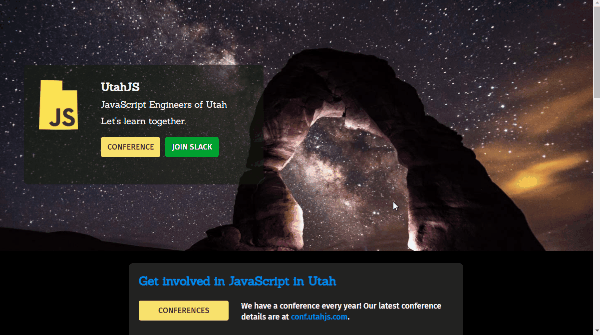 JS
UtahJS
JavaScript Engineers of Utah
Let's learn together.
CONFERENCE
JOIN SLACK
Get involved in JavaScript in Utah
CONFERENCES
We have a conference every year! Our latest conference
details are at conf.utahjs.com.